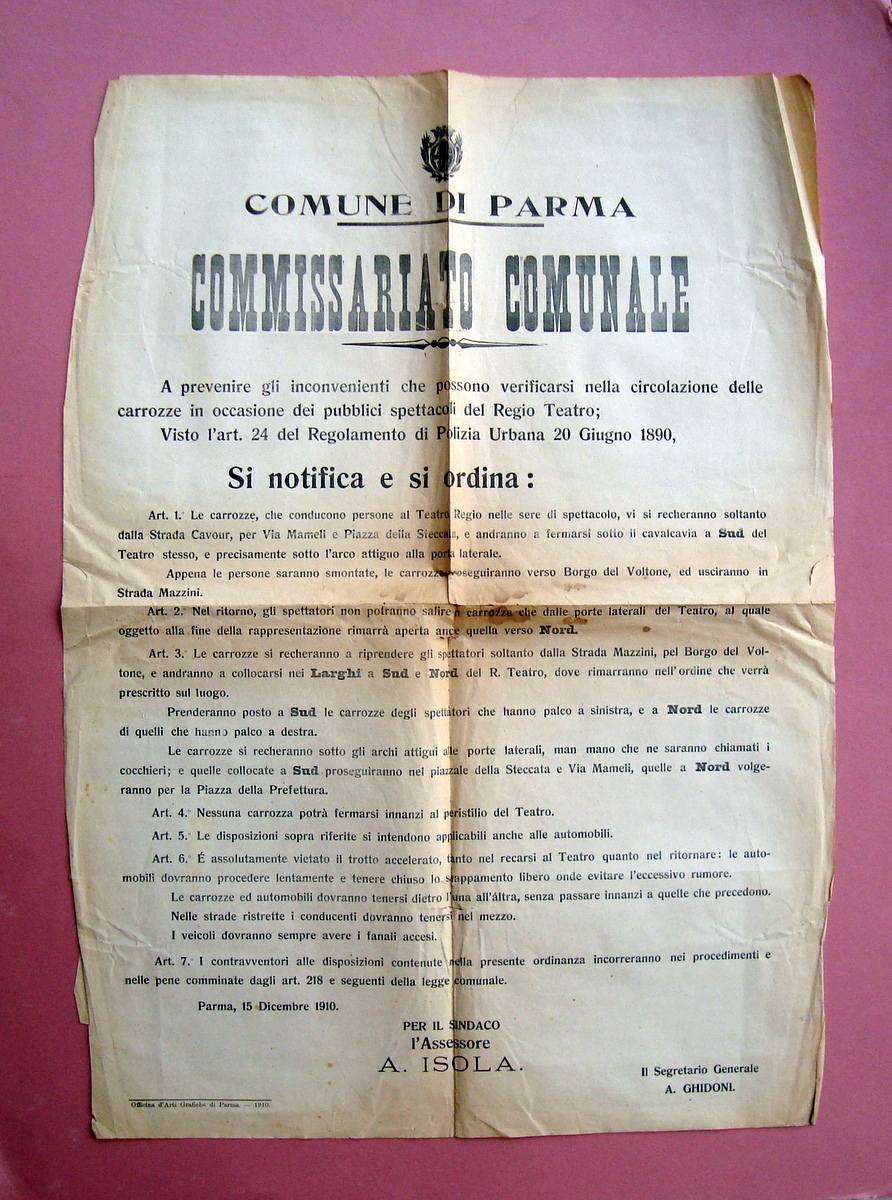 COMUNE DI PARMA
COMMISSARIATO COMUNALE
A prevenire gli inconvenienti che possono verificarsi nella circolazione delle
carrozze in occasione dei pubblici spettacoli del Regio Teatro;
Visto l'art. 24 del Regolamento di Polizia Urbana 20 Giugno 1890,
Si notifica e si ordina:
Art. 1.° Le carrozze, che conducono persone al Teatro Regio nelle sere di spettacolo, vi si recheranno soltanto
dalla Strada Cavour, per Via Mameli e Piazza della Steccata, e andranno a fermarsi sotto il cavalcavia a Sud del
Teatro stesso, e precisamente sotto l'arco attiguo alla porta laterale.
Appena le persone saranno smontate, le carrozze proseguiranno verso Borgo del Voltone, ed usciranno in
Strada Mazzini.
Art. 2.° Nel ritorno, gli spettatori non potranno salire in carrozza che dalle porte laterali del Teatro, al quale
oggetto alla fine della rappresentazione rimarrà aperta anche quella verso Nord.
Art. 3.° Le carrozze si recheranno a riprendere gli spettatori soltanto dalla Strada Mazzini, pel Borgo del Vol-
tone, e andranno a collocarsi nei Larghi a Sud e Nord del R. Teatro, dove rimarranno nell'ordine che verrà
prescritto sul luogo.
Prenderanno posto a Sud le carrozze degli spettatori che hanno palco a sinistra, e a Nord le carrozze
di quelli che hanno palco a destra.
Le carrozze si recheranno sotto gli archi attigui alle porte laterali, man mano che ne saranno chiamati i
cocchieri; e quelle collocate a Sud proseguiranno nel piazzale della Steccata e Via Mameli, quelle a Nord volge-
ranno per la Piazza della Prefettura.
Art. 4.° Nessuna carrozza potrà fermarsi innanzi al peristilio del Teatro.
Art. 5.° Le disposizioni sopra riferite si intendono applicabili anche alle automobili.
Art. 6.° É assolutamente vietato il trotto accelerato, tanto nel recarsi al Teatro quanto nel ritornare: le auto-
mobili dovranno procedere lentamente e tenere chiuso lo scappamento libero onde evitare l'eccessivo rumore.
Le carrozze ed automobili dovranno tenersi dietro l'una all'áltra, senza passare innanzi a quelle che precedono.
Nelle strade ristrette i conducenti dovranno tenersi nel mezzo.
I veicoli dovranno sempre avere i fanali accesi.
Art. 7.° I contravventori alle disposizioni contenute nella presente ordinanza incorreranno nei procedimenti e
nelle pene comminate dagli art. 218 e seguenti della legge comunale.
Parma, 15 Dicembre 1910.
PER IL SINDACO
l'Assessore
A. ISOLA.
Il Segretario Generale
A. GHIDONI.
Officina d'Arti Grafiche di Parma. — 1910.